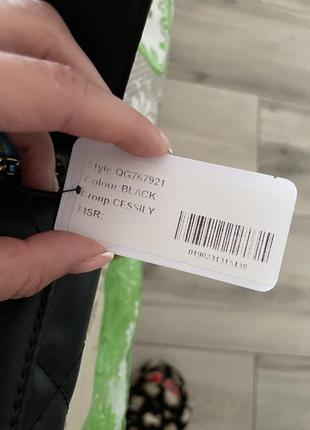 Style:QG767921
Colour:BLACK
Group CESSILY
MSR:
0190231315438